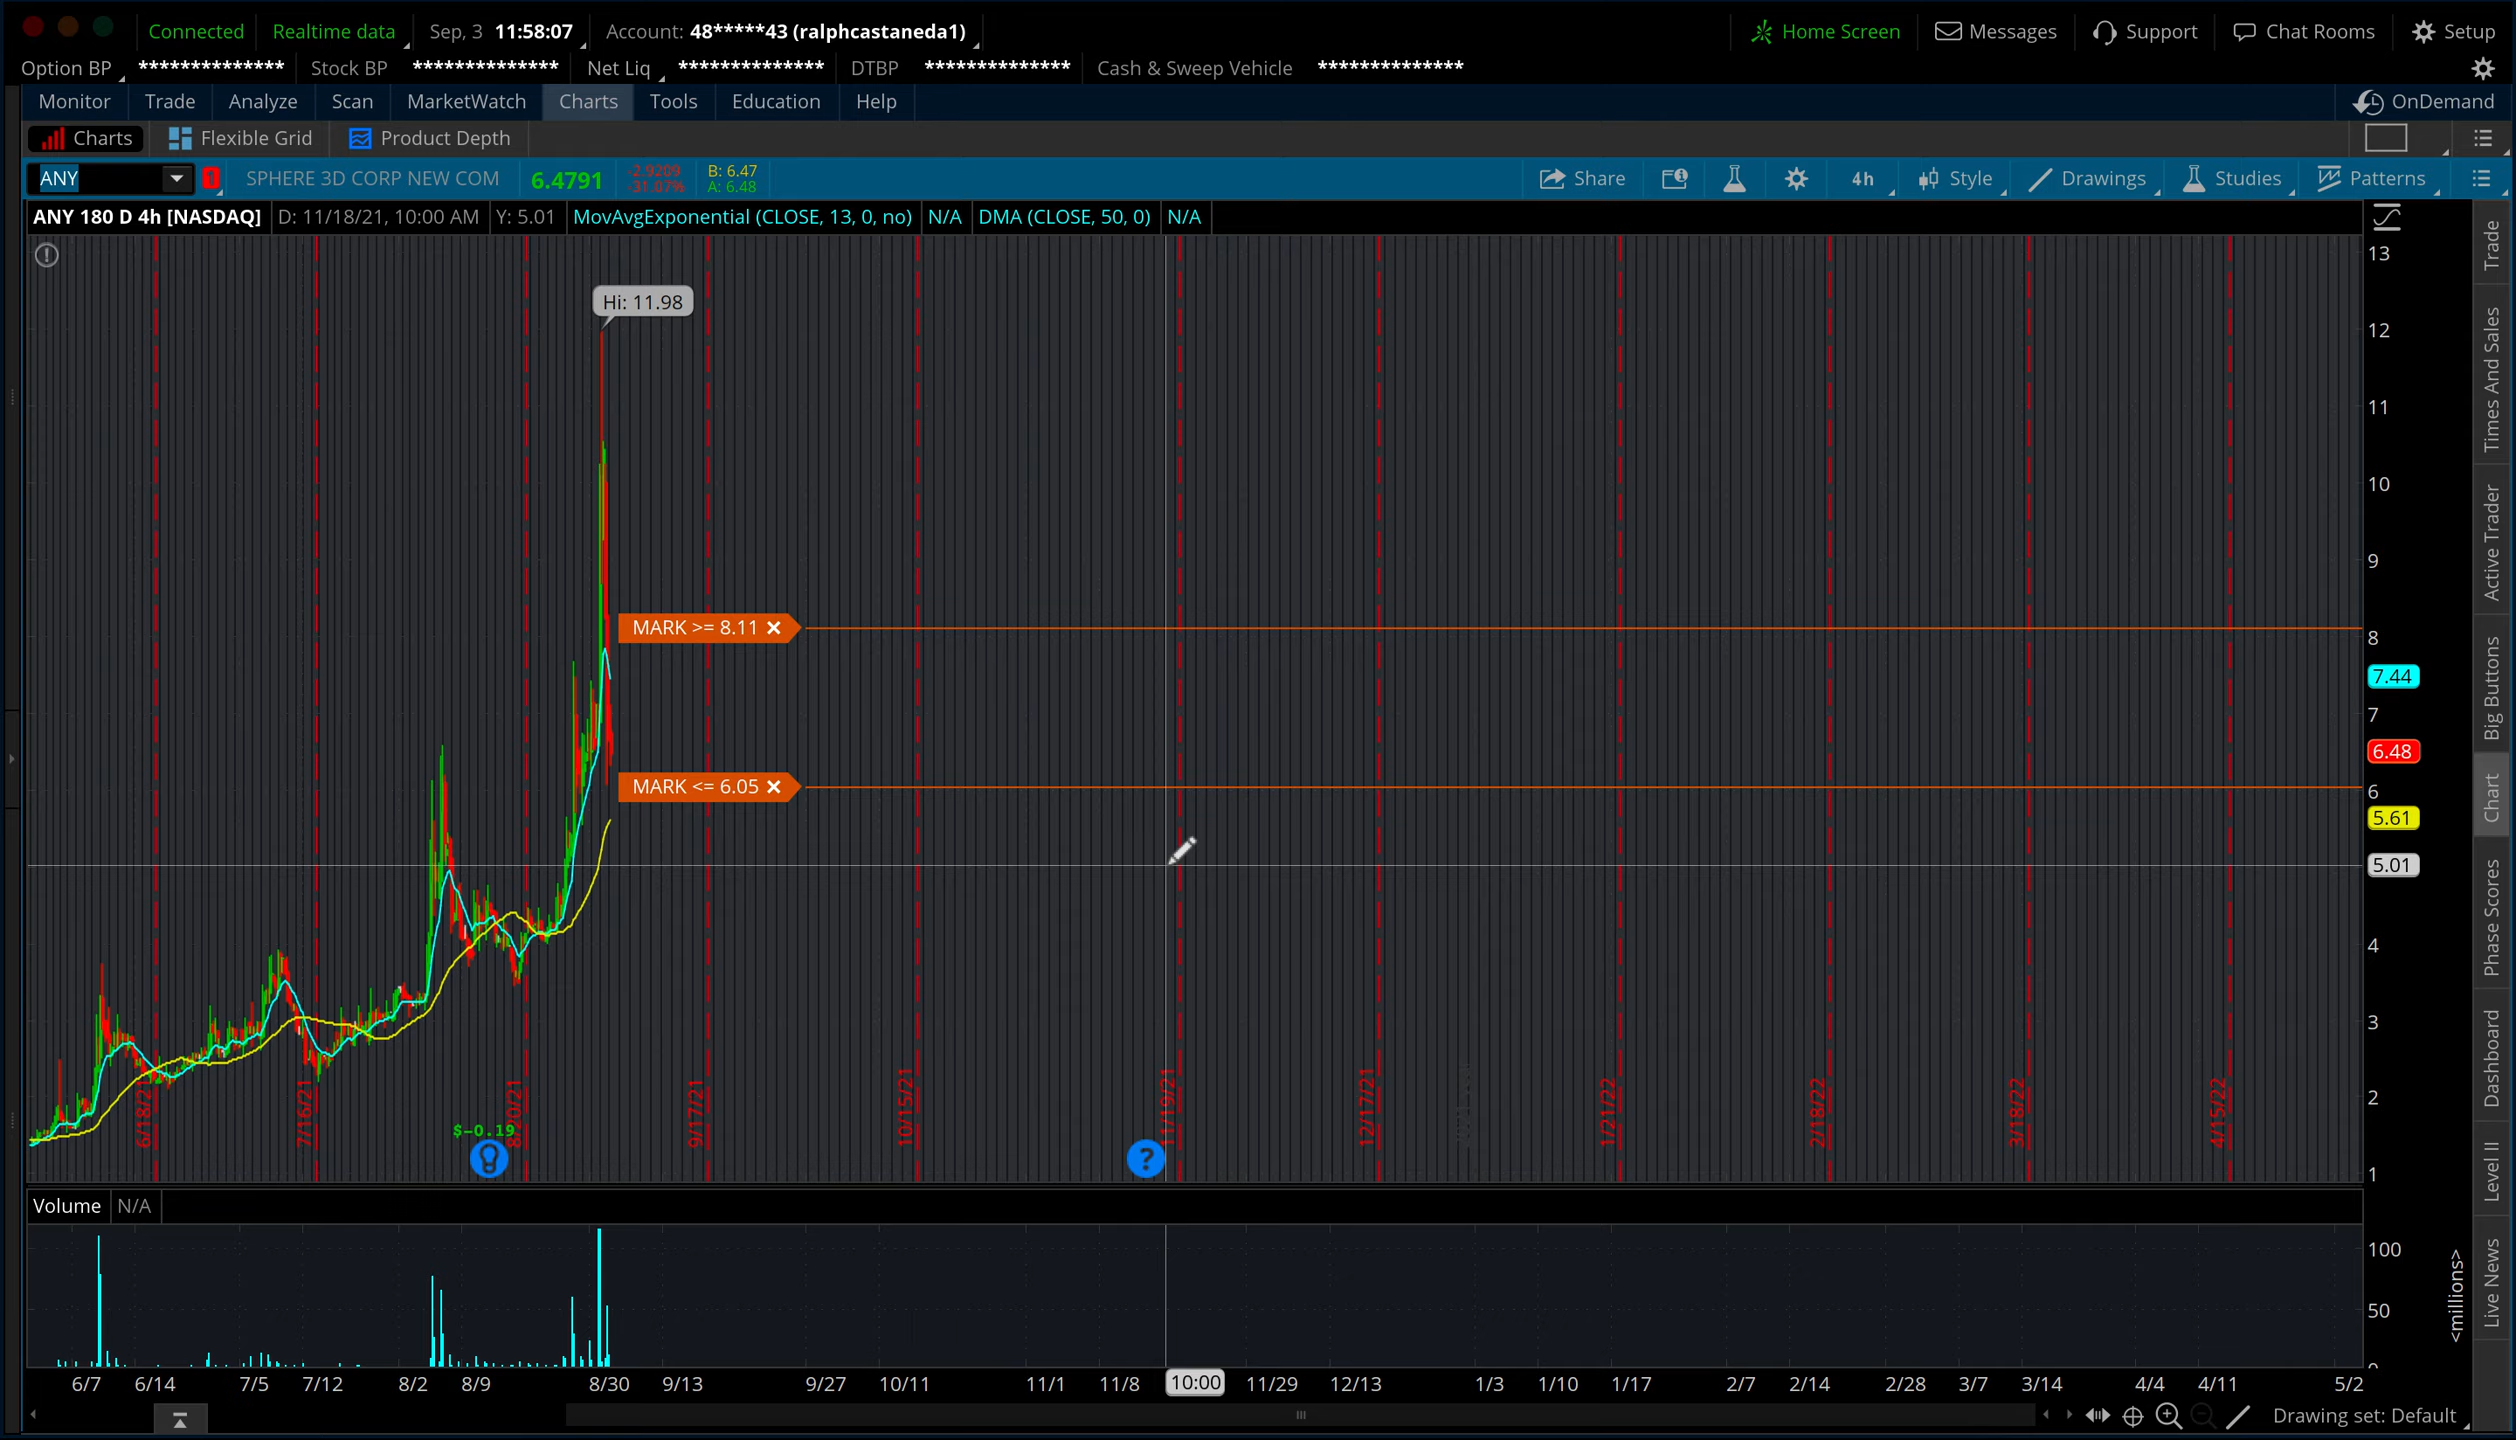 Connected Realtime data Sep, 3 11:58:07 Account: 48*****43 (ralphcastaneda1) Home Screen Messages Support Chat Rooms Setup
Option BP ************** Stock BP ************** Net Liq ************** DTBP ************** Cash & Sweep Vehicle **************
Monitor Trade Analyze Scan MarketWatch Charts Tools Education Help OnDemand
Charts Flexible Grid Product Depth
ANY 1 SPHERE 3D CORP NEW COM 6.4791 -2.9209 B: 6.47 Share 4h Style Drawings Studies Patterns
-31.07% A: 6.48
ANY 180 D 4h [NASDAQ] D: 11/18/21, 10:00 AM Y: 5.01 MovAvgExponential (CLOSE, 13, 0, no) N/A DMA (CLOSE, 50, 0) N/A
13
Hi: 11.98
12
11
10
9
MARK >= 8.11
8
7.44
7
6.48
MARK <= 6.05
6
5.61
5.01
4
3
2
6/18/21 7/16/21 8/20/21 9/17/21 10/15/21 11/19/21 12/17/21 1/21/22 2/18/22 3/18/22 4/15/22
$-0.19
?
1
Volume N/A
100
50
0
<millions>
6/7 6/14 7/5 7/12 8/2 8/9 8/30 9/13 9/27 10/11 11/1 11/8 10:00 11/29 12/13 1/3 1/10 1/17 2/7 2/14 2/28 3/7 3/14 4/4 4/11 5/2
Drawing set: Default
Trade
Times And Sales
Active Trader
Big Buttons
Chart
Phase Scores
Dashboard
Level II
Live News